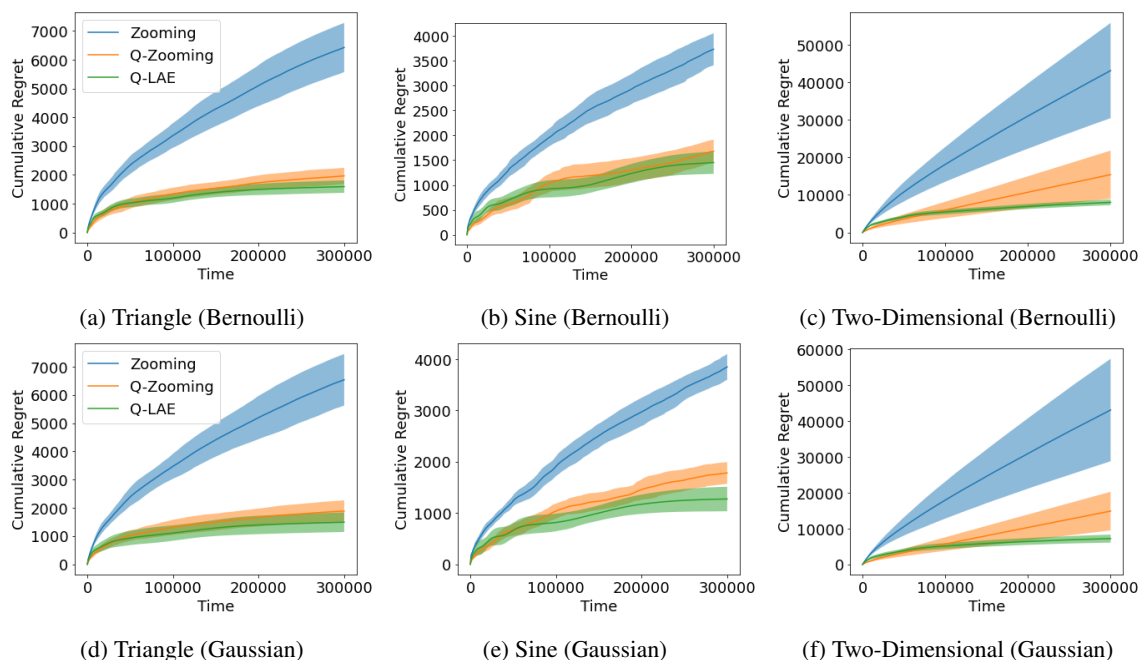 7000
6000
5000
4000
3000
2000
1000
0
Cumulative Regret
Zooming
Q-Zooming
Q-LAE
0 100000 200000 300000
Time
4000
3500
3000
2500
2000
1500
1000
500
0
Cumulative Regret
0 100000 200000 300000
Time
50000
40000
30000
20000
10000
0
Cumulative Regret
0 100000 200000 300000
Time
(a) Triangle (Bernoulli)
(b) Sine (Bernoulli)
(c) Two-Dimensional (Bernoulli)
7000
6000
5000
4000
3000
2000
1000
0
Cumulative Regret
Zooming
Q-Zooming
Q-LAE
0 100000 200000 300000
Time
4000
3000
2000
1000
0
Cumulative Regret
0 100000 200000 300000
Time
60000
50000
40000
30000
20000
10000
0
Cumulative Regret
0 100000 200000 300000
Time
(d) Triangle (Gaussian)
(e) Sine (Gaussian)
(f) Two-Dimensional (Gaussian)